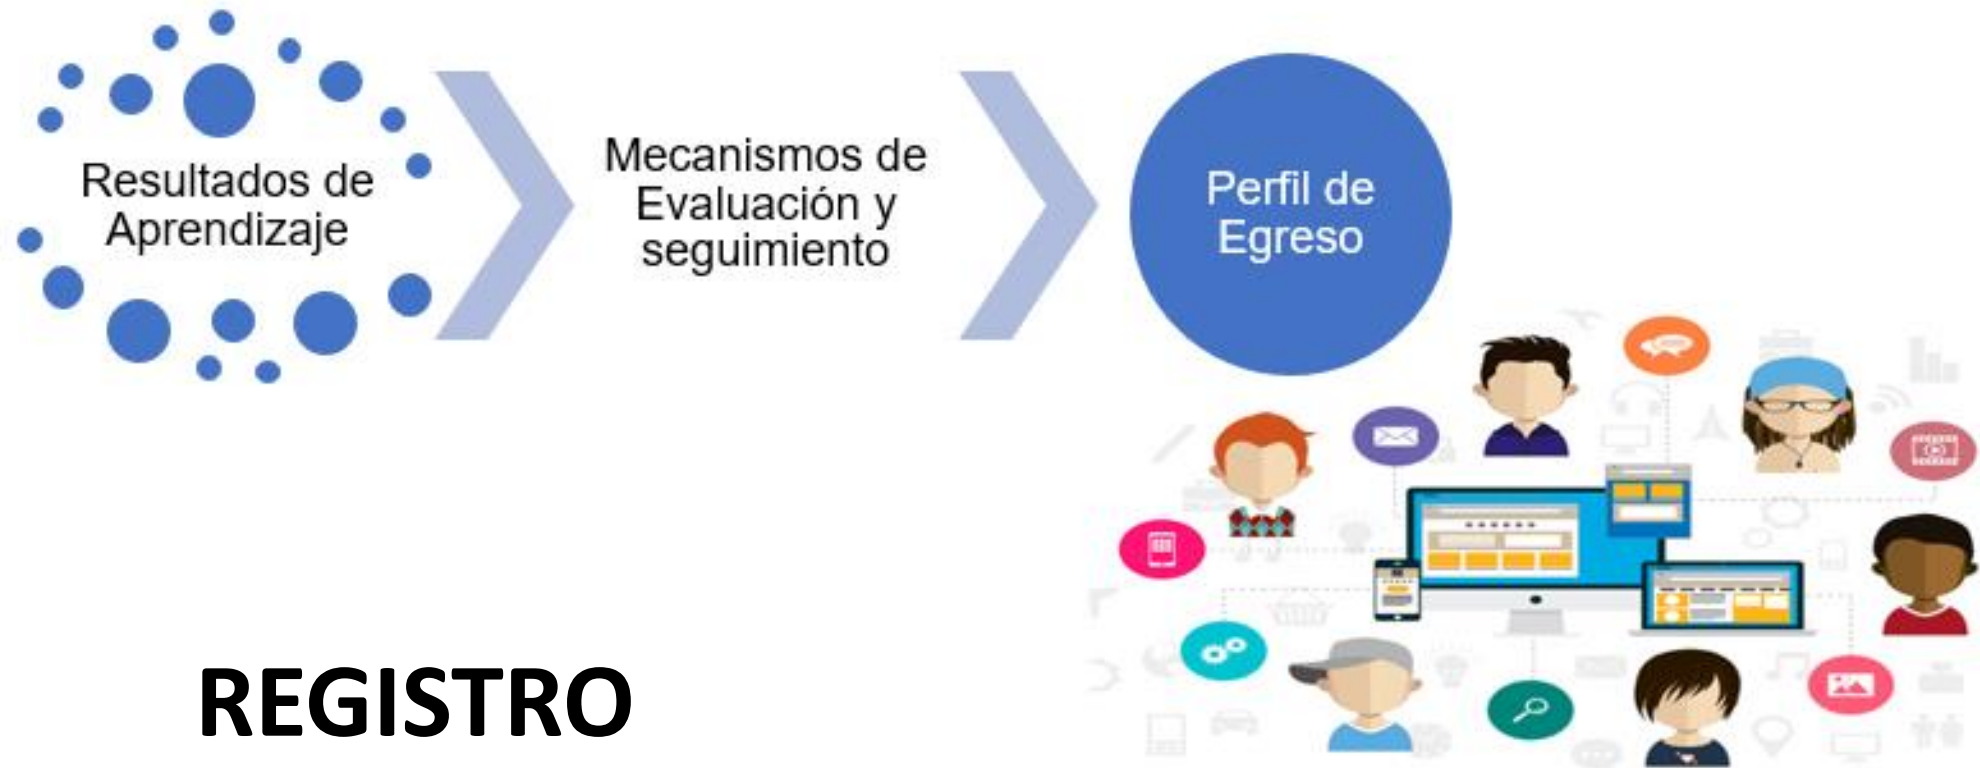 Resultados de
Aprendizaje
Mecanismos de
Evaluación y
seguimiento
Perfil de
Egreso
REGISTRO